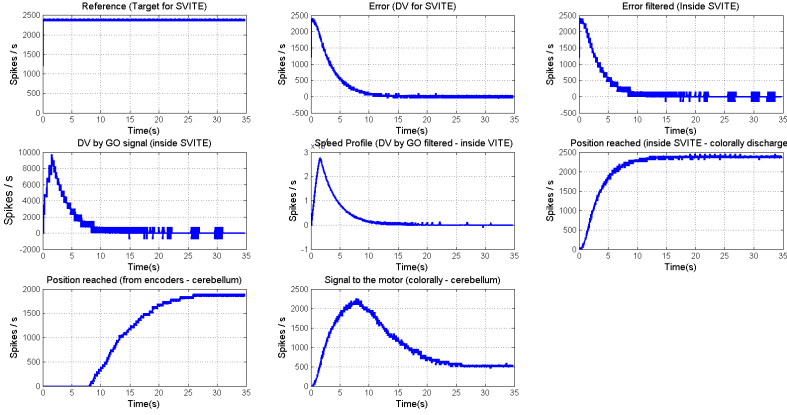 Reference (Target for SVITE)
Spikes / s
2500
2000
1500
1000
500
0
0 5 10 15 20 25 30 35
Time(s)
Error (DV for SVITE)
Spikes / s
2500
2000
1500
1000
500
0
-500
0 5 10 15 20 25 30 35
Time(s)
Error filtered (Inside SVITE)
Spikes / s
2500
2000
1500
1000
500
0
-500
0 5 10 15 20 25 30 35
Time(s)
DV by GO signal (inside SVITE)
Spikes / s
10000
8000
6000
4000
2000
0
-2000
0 5 10 15 20 25 30 35
Time(s)
Speed Profile (DV by GO filtered - inside VITE)
Spikes / s
3
2
1
0
-1
0 5 10 15 20 25 30 35
Time(s)
Position reached (inside SVITE - colorally discharge
Spikes / s
2500
2000
1500
1000
500
0
0 5 10 15 20 25 30 35
Time(s)
Position reached (from encoders - cerebellum)
Spikes / s
2000
1500
1000
500
0
0 5 10 15 20 25 30 35
Time(s)
Signal to the motor (colorally - cerebellum)
Spikes / s
2500
2000
1500
1000
500
0
0 5 10 15 20 25 30 35
Time(s)